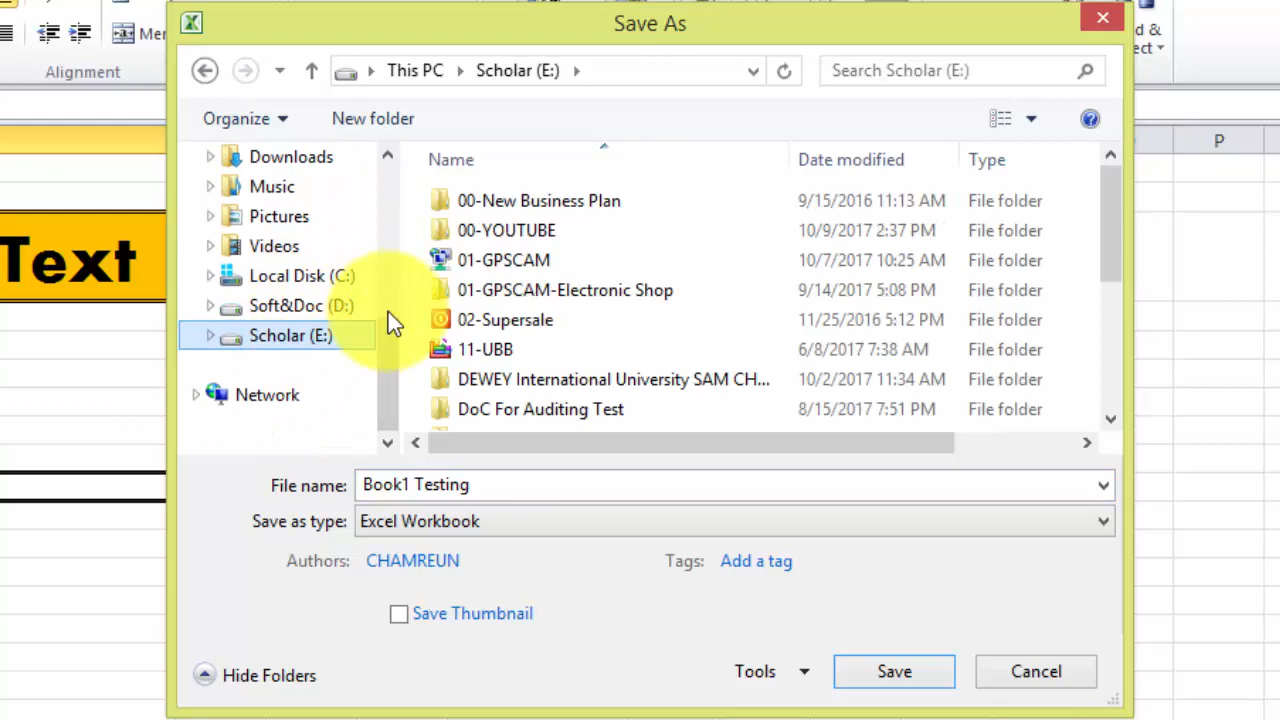 Save As
Mer
Alignment
d &
ect
This PC Scholar (E:)
Search Scholar (E:)
Organize
New folder
Name
Date modified
Type
Downloads
Music
Pictures
Videos
Local Disk (C:)
Soft&Doc (D:)
Scholar (E:)
Network
00-New Business Plan 9/15/2016 11:13 AM File folder
00-YOUTUBE 10/9/2017 2:37 PM File folder
01-GPSCAM 10/7/2017 10:25 AM File folder
01-GPSCAM-Electronic Shop 9/14/2017 5:08 PM File folder
02-Supersale 11/25/2016 5:12 PM File folder
11-UBB 6/8/2017 7:38 AM File folder
DEWEY International University SAM CH... 10/2/2017 11:34 AM File folder
DoC For Auditing Test 8/15/2017 7:51 PM File folder
Text
P
File name: Book1 Testing
Save as type: Excel Workbook
Authors: CHAMREUN
Tags: Add a tag
Save Thumbnail
Hide Folders
Tools
Save
Cancel